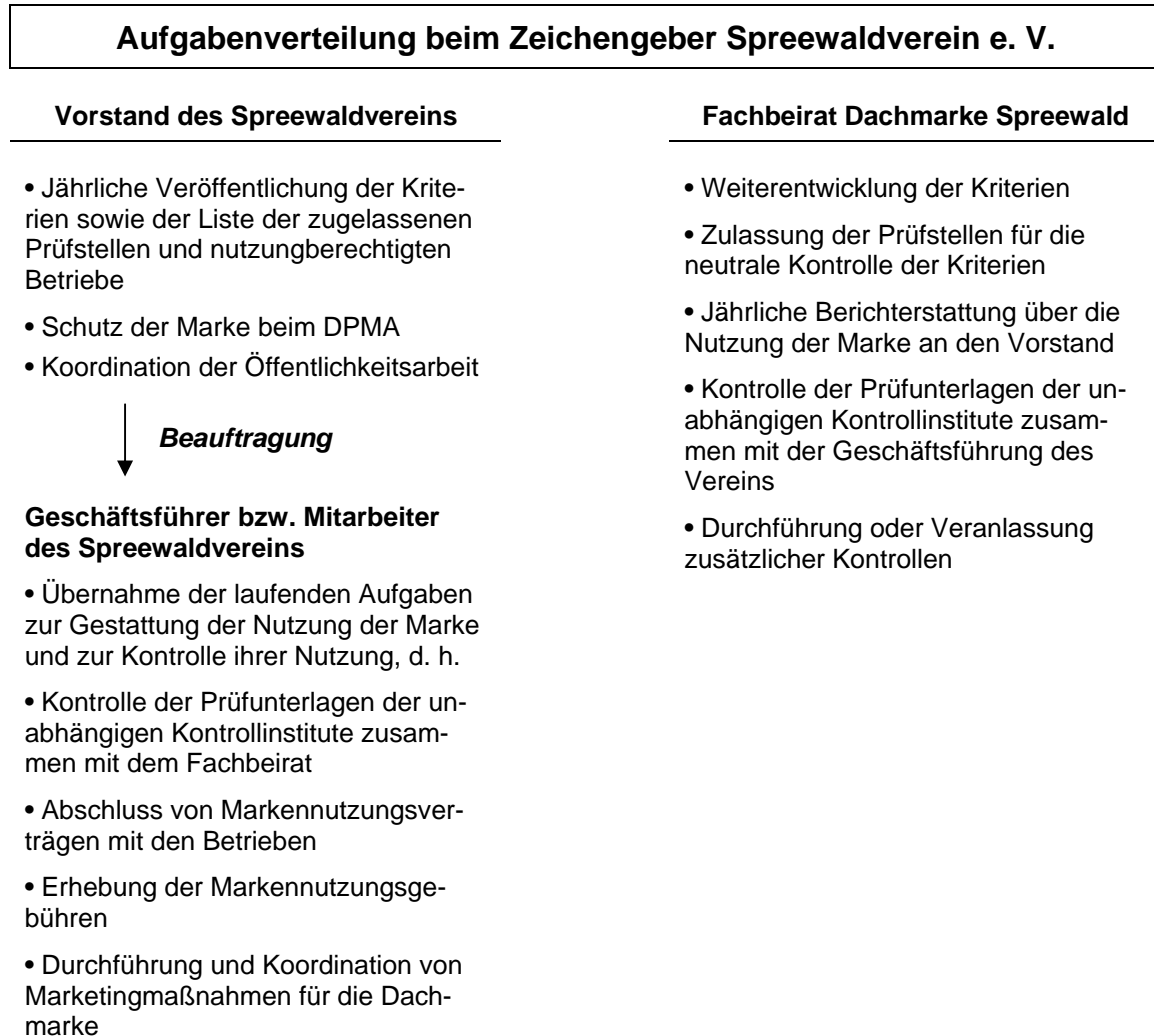 Aufgabenverteilung beim Zeichengeber Spreewaldverein e. V.
Vorstand des Spreewaldvereins
• Jährliche Veröffentlichung der Krite-
rien sowie der Liste der zugelassenen
Prüfstellen und nutzungberechtigten
Betriebe
• Schutz der Marke beim DPMA
• Koordination der Öffentlichkeitsarbeit
Beauftragung
Geschäftsführer bzw. Mitarbeiter
des Spreewaldvereins
• Übernahme der laufenden Aufgaben
zur Gestattung der Nutzung der Marke
und zur Kontrolle ihrer Nutzung, d. h.
• Kontrolle der Prüfunterlagen der un-
abhängigen Kontrollinstitute zusam-
men mit dem Fachbeirat
• Abschluss von Markennutzungsver-
trägen mit den Betrieben
• Erhebung der Markennutzungsge-
bühren
• Durchführung und Koordination von
Marketingmaßnahmen für die Dach-
marke
Fachbeirat Dachmarke Spreewald
• Weiterentwicklung der Kriterien
• Zulassung der Prüfstellen für die
neutrale Kontrolle der Kriterien
• Jährliche Berichterstattung über die
Nutzung der Marke an den Vorstand
• Kontrolle der Prüfunterlagen der un-
abhängigen Kontrollinstitute zusam-
men mit der Geschäftsführung des
Vereins
• Durchführung oder Veranlassung
zusätzlicher Kontrollen